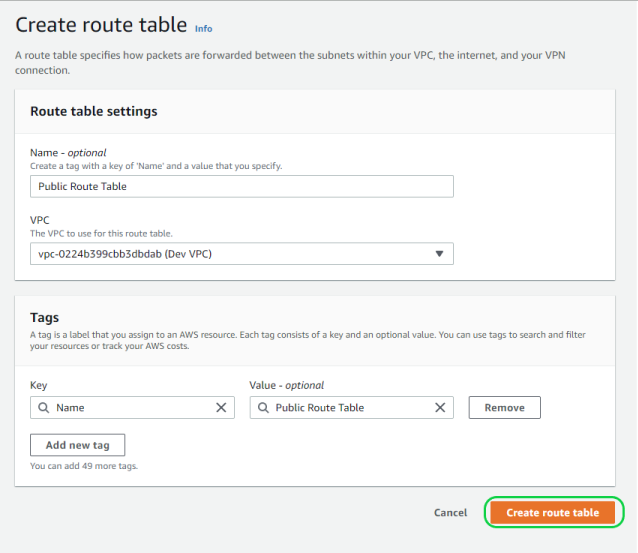 Create route table Info
A route table specifies how packets are forwarded between the subnets within your VPC, the internet, and your VPN
connection.
Route table settings
Name - optional
Create a tag with a key of 'Name' and a value that you specify.
Public Route Table
VPC
The VPC to use for this route table.
vpc-0224b399cbb3dbdab (Dev VPC)
Tags
A tag is a label that you assign to an AWS resource. Each tag consists of a key and an optional value. You can use tags to search and filter
your resources or track your AWS costs.
Key Value - optional
Name Public Route Table Remove
Add new tag
You can add 49 more tags.
Cancel Create route table